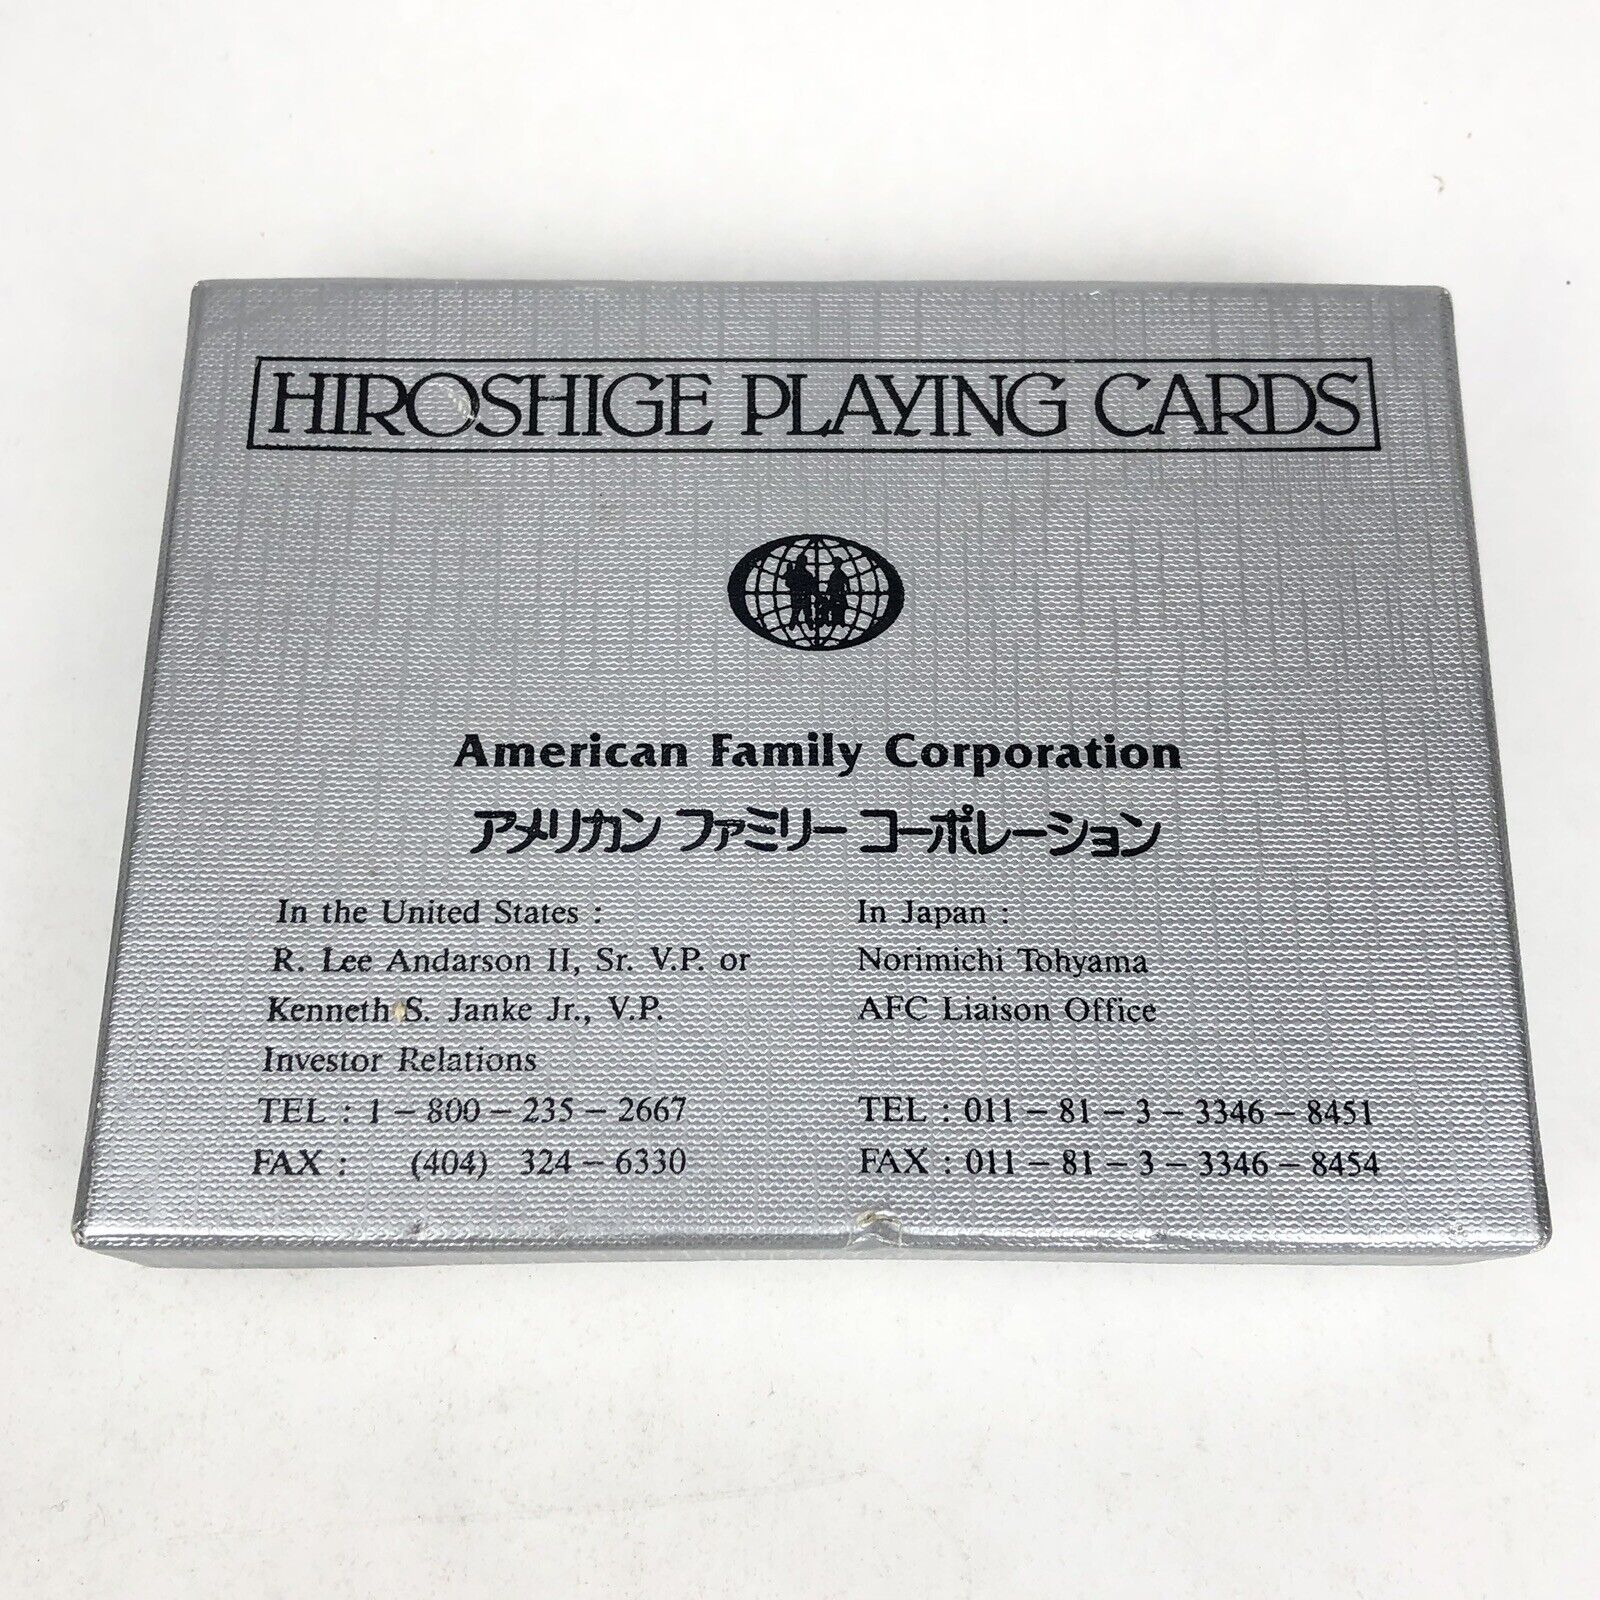 HIROSHIGE PLAYING CARDS
American Family Corporation
アメリカン ファミリー コーポレーション
In the United States :
R. Lee Andarson II, Sr. V.P. or
Kenneth S. Janke Jr., V.P.
Investor Relations
TEL : 1 – 800 – 235 – 2667
FAX : (404) 324 – 6330
In Japan :
Norimichi Tohyama
AFC Liaison Office
TEL : 011 – 81 – 3 – 3346 – 8451
FAX : 011 – 81 – 3 – 3346 – 8454